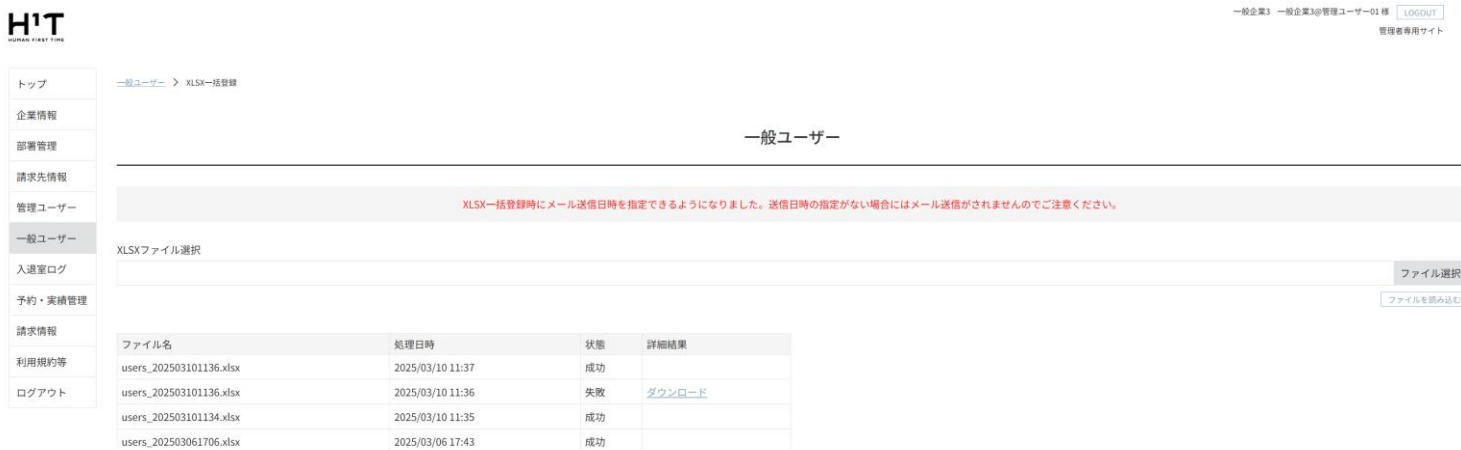 H¹T
HUMAN FIRST TIME
一般企業3 一般企業3@管理ユーザー01 様 LOGOUT
管理者専用サイト
トップ
企業情報
部署管理
請求先情報
管理ユーザー
一般ユーザー
入退室ログ
予約・実績管理
請求情報
利用規約等
ログアウト
一般ユーザー > XLSX一括登録
一般ユーザー
XLSX一括登録時にメール送信日時を指定できるようになりました。送信日時の指定がない場合にはメール送信がされませんのでご注意ください。
XLSXファイル選択
ファイル選択
ファイルを読み込む
ファイル名 処理日時 状態 詳細結果
users_202503101136.xlsx 2025/03/10 11:37 成功
users_202503101136.xlsx 2025/03/10 11:36 失敗 ダウンロード
users_202503101134.xlsx 2025/03/10 11:35 成功
users_202503061706.xlsx 2025/03/06 17:43 成功